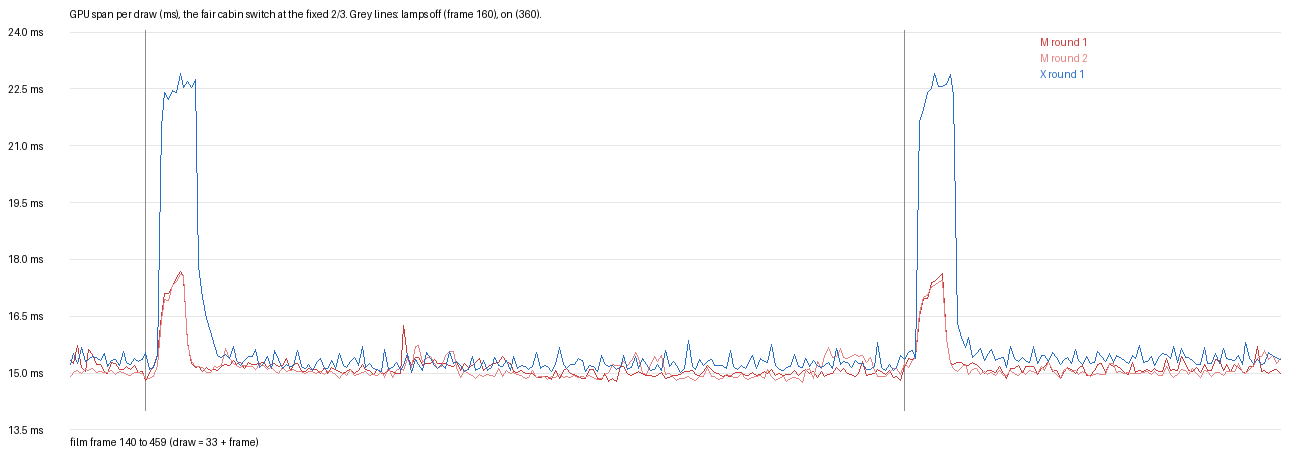 GPU span per draw (ms), the fair cabin switch at the fixed 2/3. Grey lines: lamps off (frame 160), on (360).
24.0 ms
M round 1
M round 2
X round 1
22.5 ms
21.0 ms
19.5 ms
18.0 ms
16.5 ms
15.0 ms
13.5 ms
film frame 140 to 459 (draw = 33 + frame)